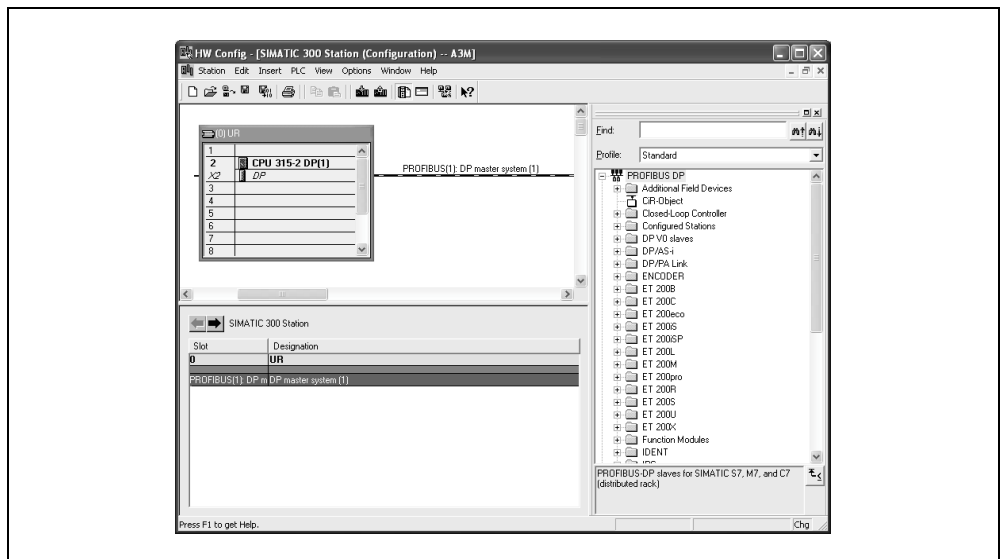 HW Config - [SIMATIC 300 Station (Configuration) -- A3M]
Station Edit Insert PLC View Options Window Help
(0) UR
1
2 CPU 315-2 DP(1)
X2 DP
3
4
5
6
7
8
PROFIBUS(1): DP master system (1)
SIMATIC 300 Station
Slot Designation
0 UR
PROFIBUS(1): DP m DP master system (1)
Find:
Profile: Standard
PROFIBUS DP
Additional Field Devices
CiR-Object
Closed-Loop Controller
Configured Stations
DP V0 slaves
DP/AS-i
DP/PA Link
ENCODER
ET 200B
ET 200C
ET 200eco
ET 200iS
ET 200iSP
ET 200L
ET 200M
ET 200pro
ET 200R
ET 200S
ET 200U
ET 200X
Function Modules
IDENT
PROFIBUS-DP slaves for SIMATIC S7, M7, and C7
(distributed rack)
Press F1 to get Help.
Chg